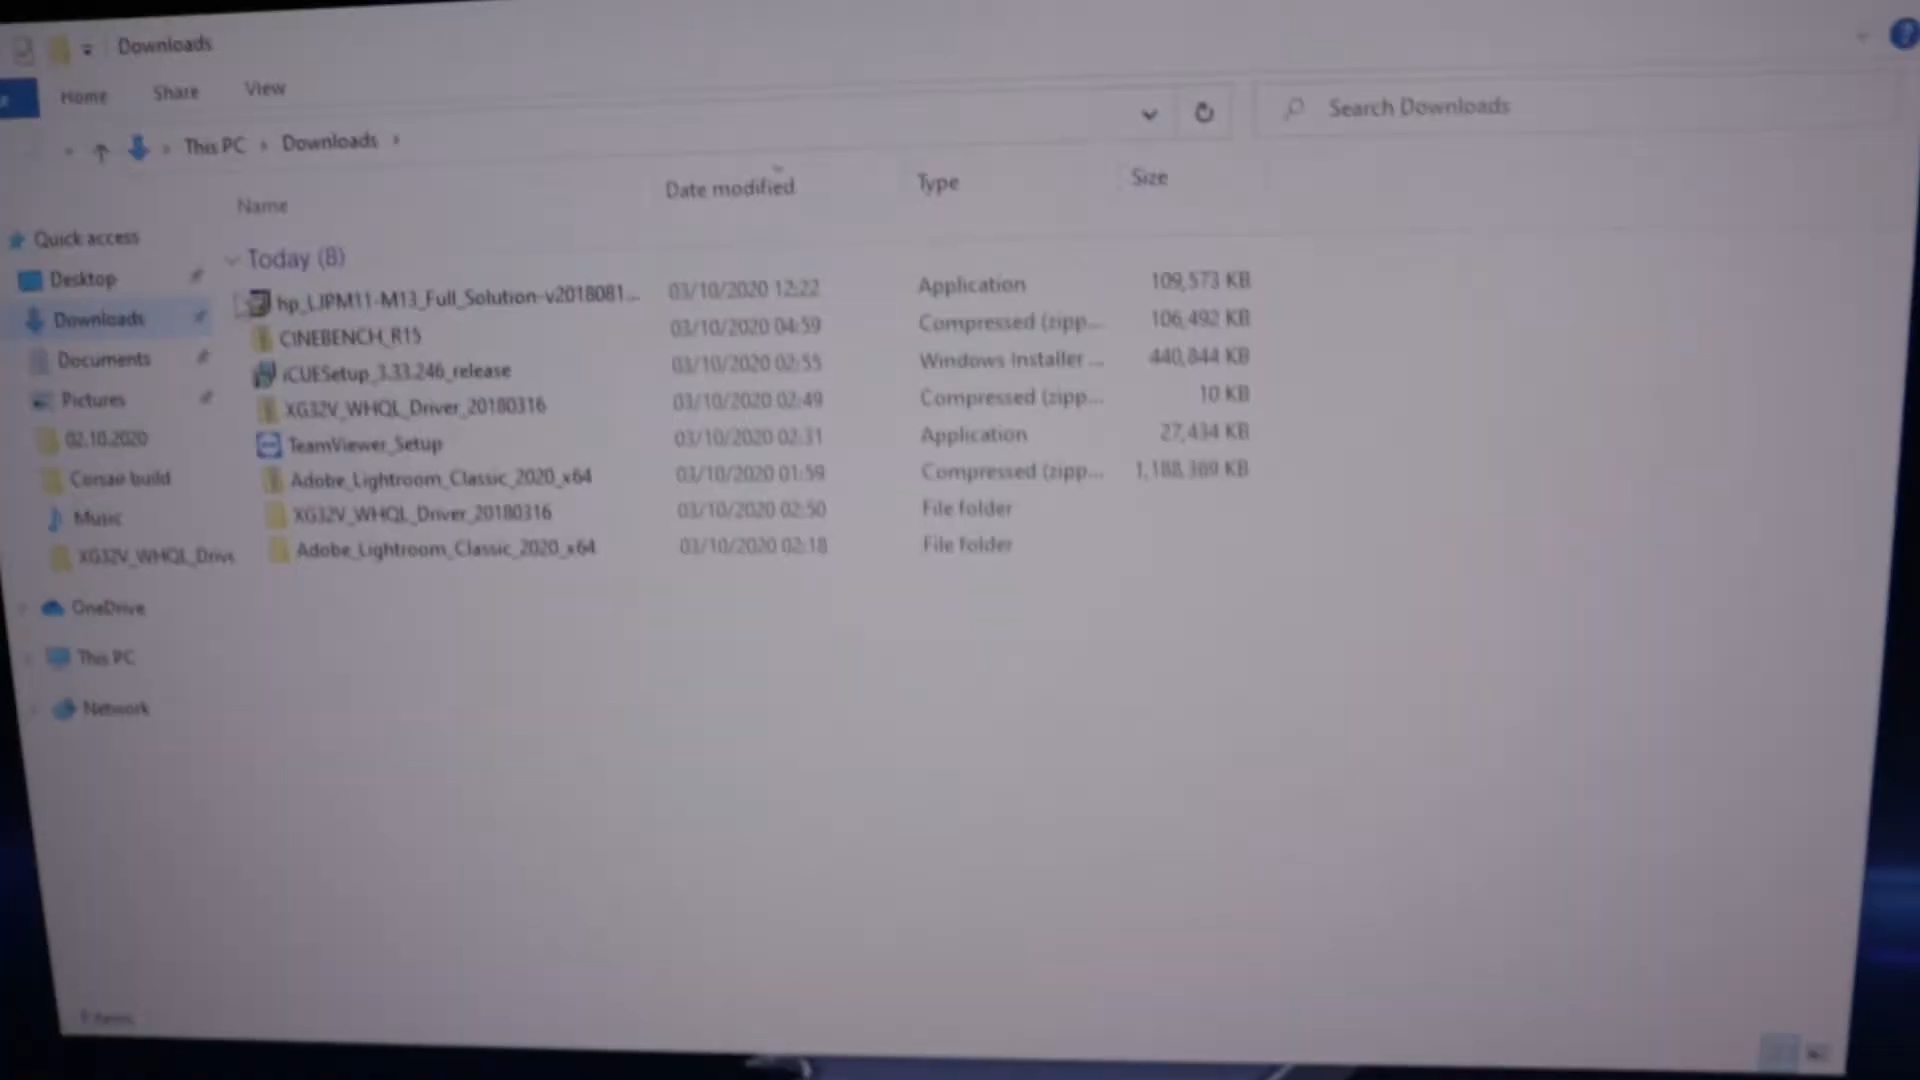 Downloads
Home Share View
This PC > Downloads >
Search Downloads
Name Date modified Type Size
Quick access
Today (8)
Desktop
hp_LJPM11-M13_Full_Solution-v2018081... 03/10/2020 12:22 Application 109,573 KB
Downloads
CINEBENCH_R15 03/10/2020 04:59 Compressed (zipp... 106,492 KB
Documents
iCUESetup_3.33.246_release 03/10/2020 02:55 Windows Installer ... 440,844 KB
Pictures
XG32V_WHQL_Driver_20180316 03/10/2020 02:49 Compressed (zipp... 10 KB
02.10.2020
TeamViewer_Setup 03/10/2020 02:31 Application 27,434 KB
build
Adobe_Lightroom_Classic_2020_x64 03/10/2020 01:59 Compressed (zipp... 1,188,369 KB
Music
XG32V_WHQL_Driver_20180316 03/10/2020 02:50 File folder
XG32V_WHQL_Drive
Adobe_Lightroom_Classic_2020_x64 03/10/2020 02:18 File folder
OneDrive
This PC
Network
items